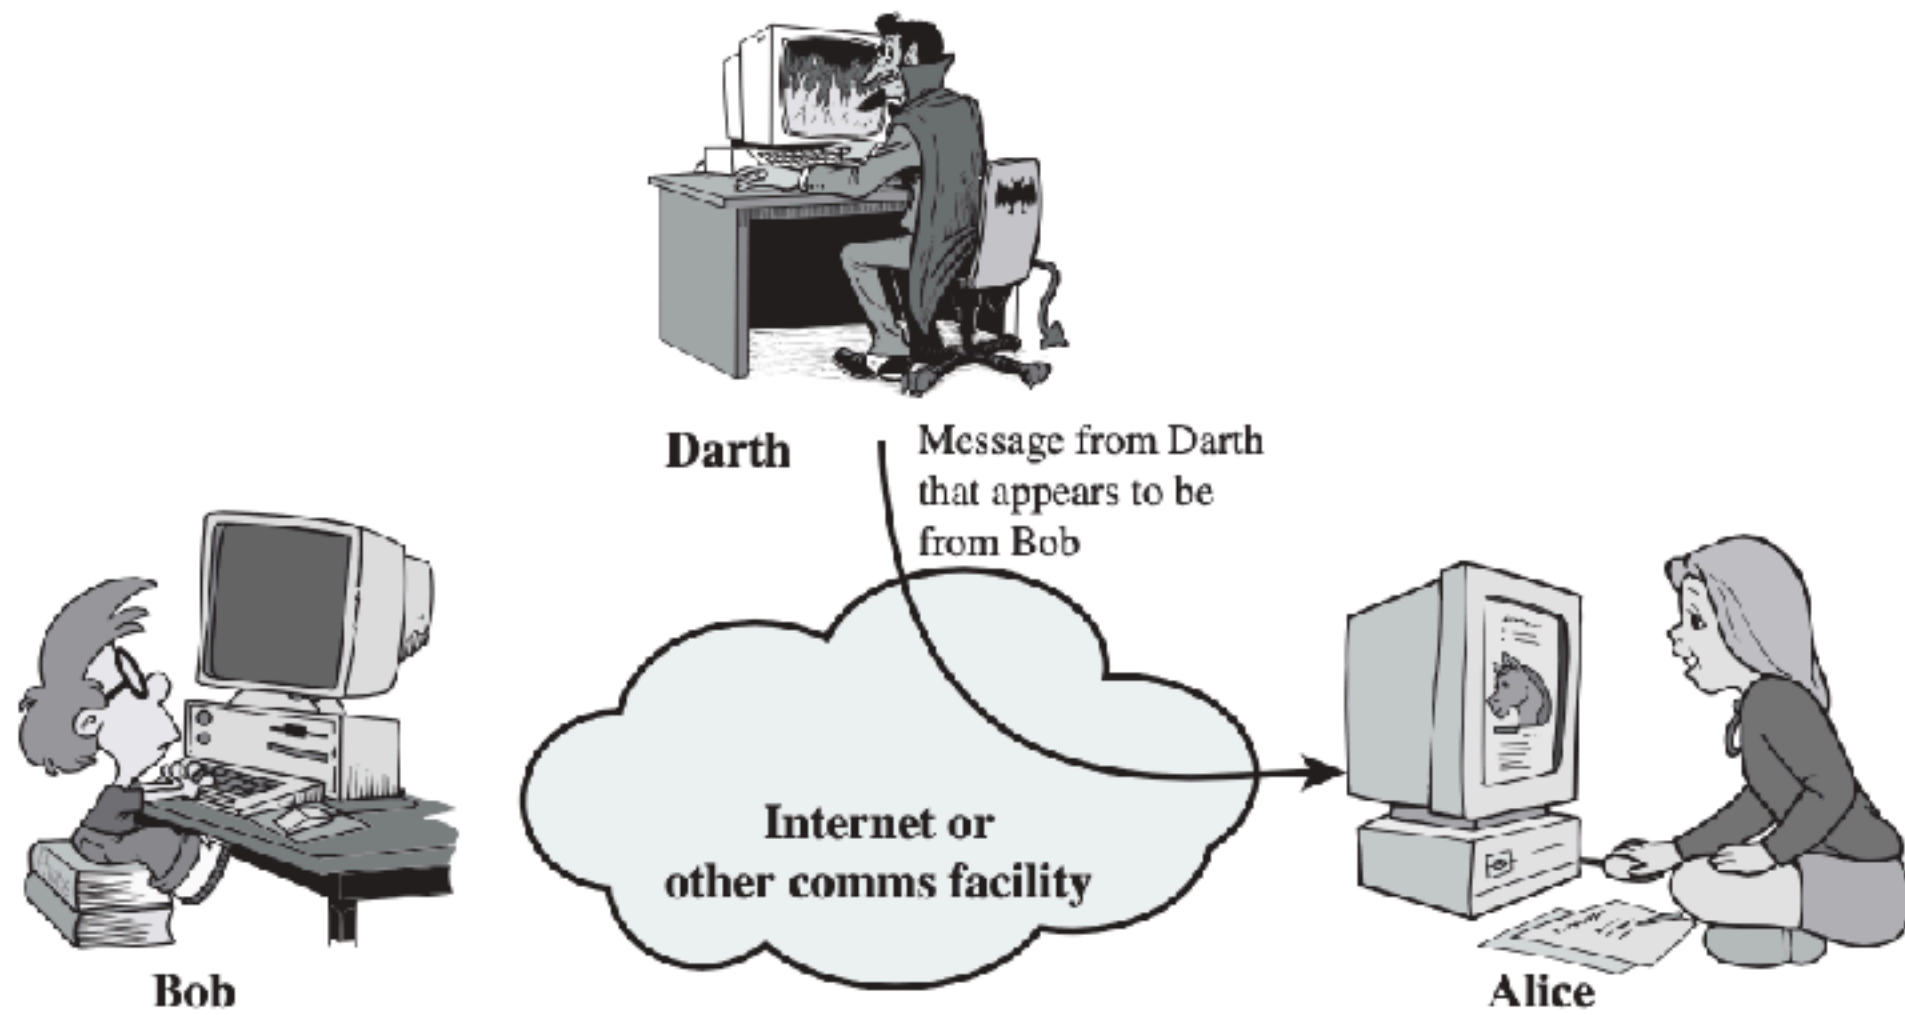 Darth
Message from Darth
that appears to be
from Bob
Internet or
other comms facility
Bob
Alice